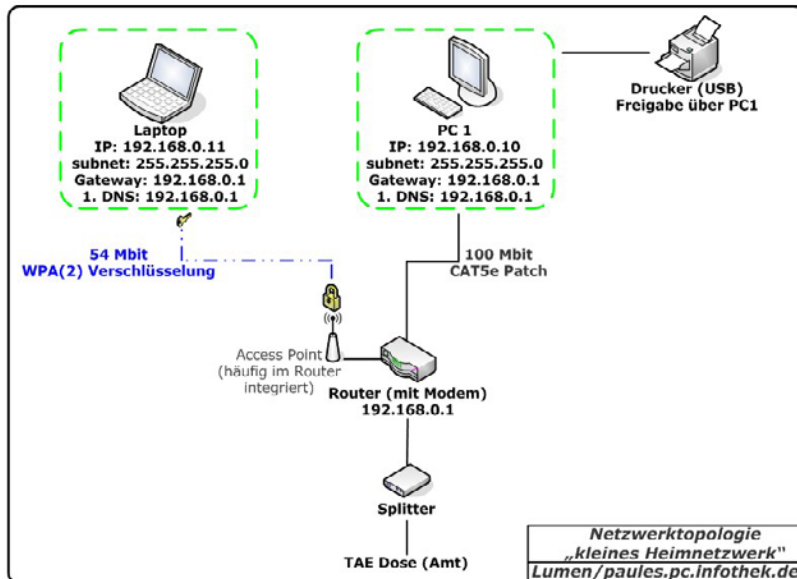 Laptop
IP: 192.168.0.11
subnet: 255.255.255.0
Gateway: 192.168.0.1
1. DNS: 192.168.0.1
PC 1
IP: 192.168.0.10
subnet: 255.255.255.0
Gateway: 192.168.0.1
1. DNS: 192.168.0.1
Drucker (USB)
Freigabe über PC1
54 Mbit
WPA(2) Verschlüsselung
100 Mbit
CAT5e Patch
Access Point
(häufig im Router
integriert)
Router (mit Modem)
192.168.0.1
Splitter
TAE Dose (Amt)
Netzwerktopologie
„kleines Heimnetzwerk"
Lumen/paules.pc.infothek.de